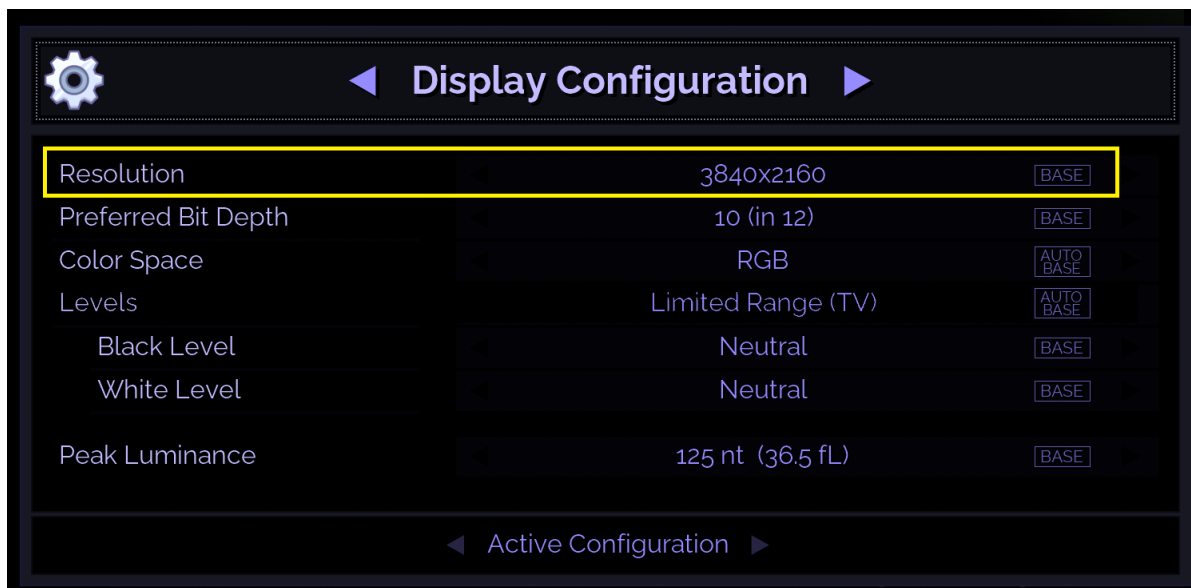 Display Configuration
Resolution 3840x2160 BASE
Preferred Bit Depth 10 (in 12) BASE
Color Space RGB AUTO BASE
Levels Limited Range (TV) AUTO BASE
Black Level Neutral BASE
White Level Neutral BASE
Peak Luminance 125 nt (36.5 fL) BASE
Active Configuration